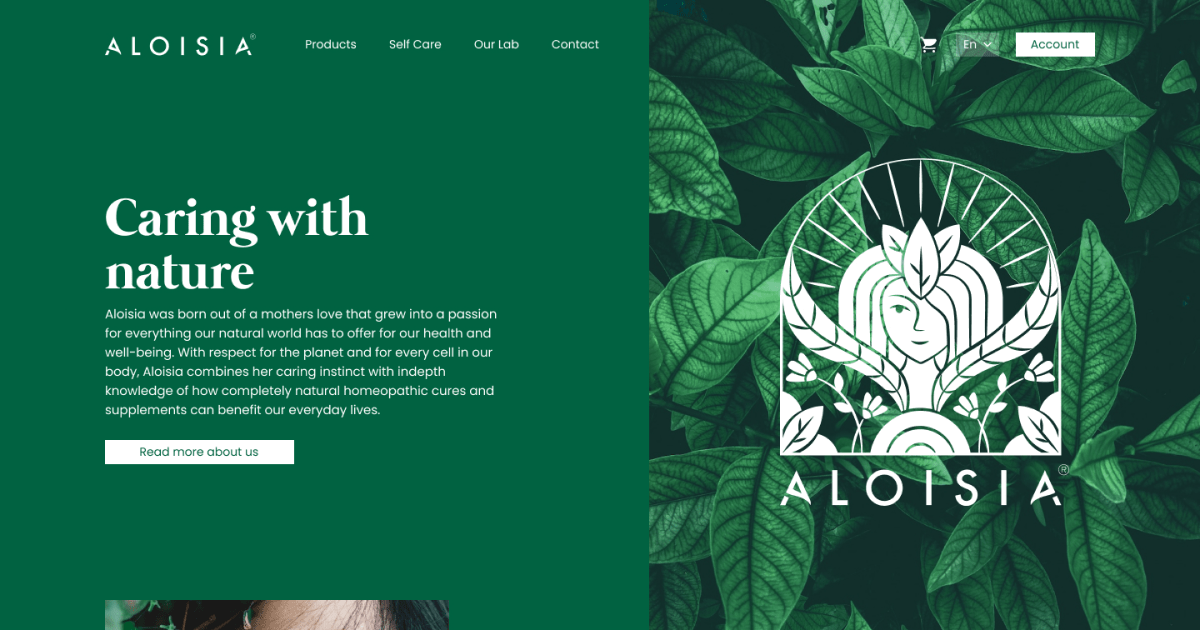 ALOISIA®
Products
Self Care
Our Lab
Contact
En
Account
Caring with
nature
Aloisia was born out of a mothers love that grew into a passion
for everything our natural world has to offer for our health and
well-being. With respect for the planet and for every cell in our
body, Aloisia combines her caring instinct with indepth
knowledge of how completely natural homeopathic cures and
supplements can benefit our everyday lives.
Read more about us
ALOISIA®